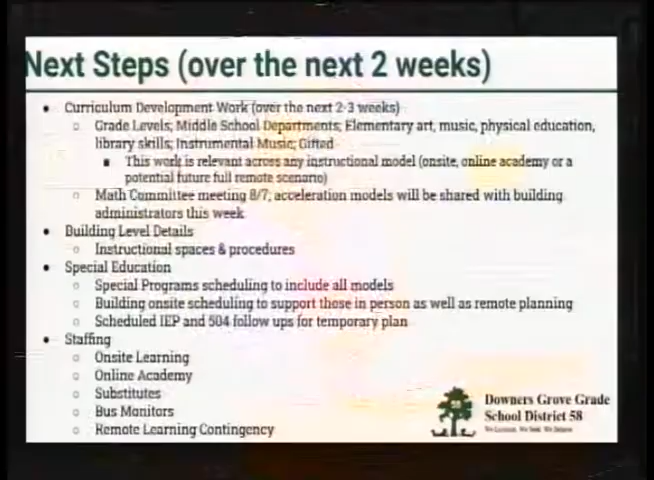 Next Steps (over the next 2 weeks)
• Curriculum Development Work (over the next 2-3 weeks)
○ Grade Levels; Middle School Departments; Elementary art, music, physical education,
library skills; Instrumental Music; Gifted
■ This work is relevant across any instructional model (onsite, online academy or a
potential future full remote scenario)
○ Math Committee meeting 8/7; acceleration models will be shared with building
administrators this week
• Building Level Details
○ Instructional spaces & procedures
• Special Education
○ Special Programs scheduling to include all models
○ Building onsite scheduling to support those in person as well as remote planning
○ Scheduled IEP and 504 follow ups for temporary plan
• Staffing
○ Onsite Learning
○ Online Academy
○ Substitutes
○ Bus Monitors
○ Remote Learning Contingency
Downers Grove Grade
School District 58